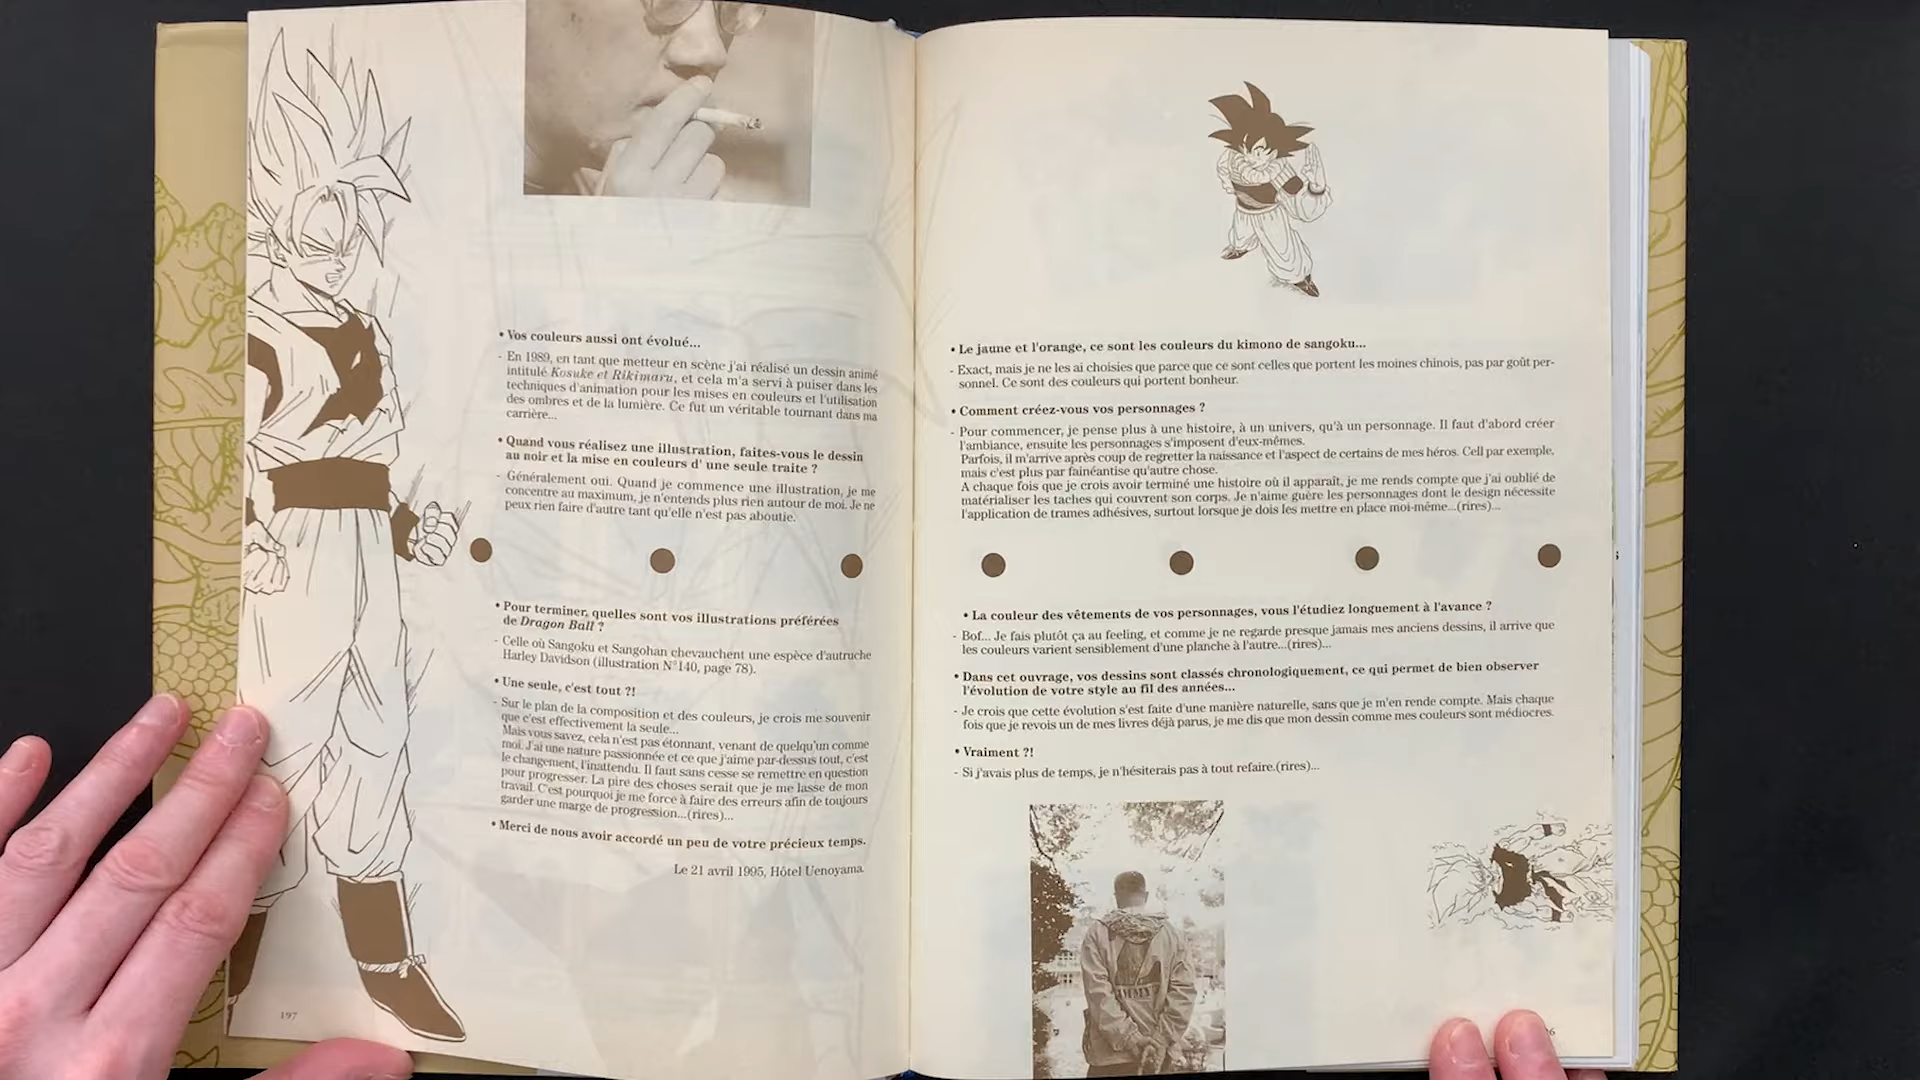 • Vos couleurs aussi ont évolué...
- En 1989, en tant que metteur en scène j'ai réalisé un dessin animé
intitulé Kosuke et Rikimaru, et cela m'a servi à puiser dans les
techniques d'animation pour les mises en couleurs et l'utilisation
des ombres et de la lumière. Ce fut un véritable tournant dans ma
carrière...
• Quand vous réalisez une illustration, faites-vous le dessin
au noir et la mise en couleurs d' une seule traite ?
- Généralement oui. Quand je commence une illustration, je me
concentre au maximum, je n'entends plus rien autour de moi. Je ne
peux rien faire d'autre tant qu'elle n'est pas aboutie.
• Pour terminer, quelles sont vos illustrations préférées
de Dragon Ball ?
- Celle où Sangoku et Sangohan chevauchent une espèce d'autruche
Harley Davidson (illustration N°140, page 78).
• Une seule, c'est tout ?!
- Sur le plan de la composition et des couleurs, je crois me souvenir
que c'est effectivement la seule...
Mais vous savez, cela n'est pas étonnant, venant de quelqu'un comme
moi. J'ai une nature passionnée et ce que j'aime par-dessus tout, c'est
le changement, l'inattendu. Il faut sans cesse se remettre en question
pour progresser. La pire des choses serait que je me lasse de mon
travail. C'est pourquoi je me force à faire des erreurs afin de toujours
garder une marge de progression...(rires)...
• Merci de nous avoir accordé un peu de votre précieux temps.
Le 21 avril 1995, Hôtel Uenoyama.
197
• Le jaune et l'orange, ce sont les couleurs du kimono de sangoku...
- Exact, mais je ne les ai choisies que parce que ce sont celles que portent les moines chinois, pas par goût per-
sonnel. Ce sont des couleurs qui portent bonheur.
• Comment créez-vous vos personnages ?
- Pour commencer, je pense plus à une histoire, à un univers, qu'à un personnage. Il faut d'abord créer
l'ambiance, ensuite les personnages s'imposent d'eux-mêmes.
Parfois, il m'arrive après coup de regretter la naissance et l'aspect de certains de mes héros. Cell par exemple,
mais c'est plus par fainéantise qu'autre chose.
A chaque fois que je crois avoir terminé une histoire où il apparaît, je me rends compte que j'ai oublié de
matérialiser les taches qui couvrent son corps. Je n'aime guère les personnages dont le design nécessite
l'application de trames adhésives, surtout lorsque je dois les mettre en place moi-même...(rires)...
• La couleur des vêtements de vos personnages, vous l'étudiez longuement à l'avance ?
- Bof... Je fais plutôt ça au feeling, et comme je ne regarde presque jamais mes anciens dessins, il arrive que
les couleurs varient sensiblement d'une planche à l'autre...(rires)...
• Dans cet ouvrage, vos dessins sont classés chronologiquement, ce qui permet de bien observer
l'évolution de votre style au fil des années...
- Je crois que cette évolution s'est faite d'une manière naturelle, sans que je m'en rende compte. Mais chaque
fois que je revois un de mes livres déjà parus, je me dis que mon dessin comme mes couleurs sont médiocres.
• Vraiment ?!
- Si j'avais plus de temps, je n'hésiterais pas à tout refaire.(rires)...